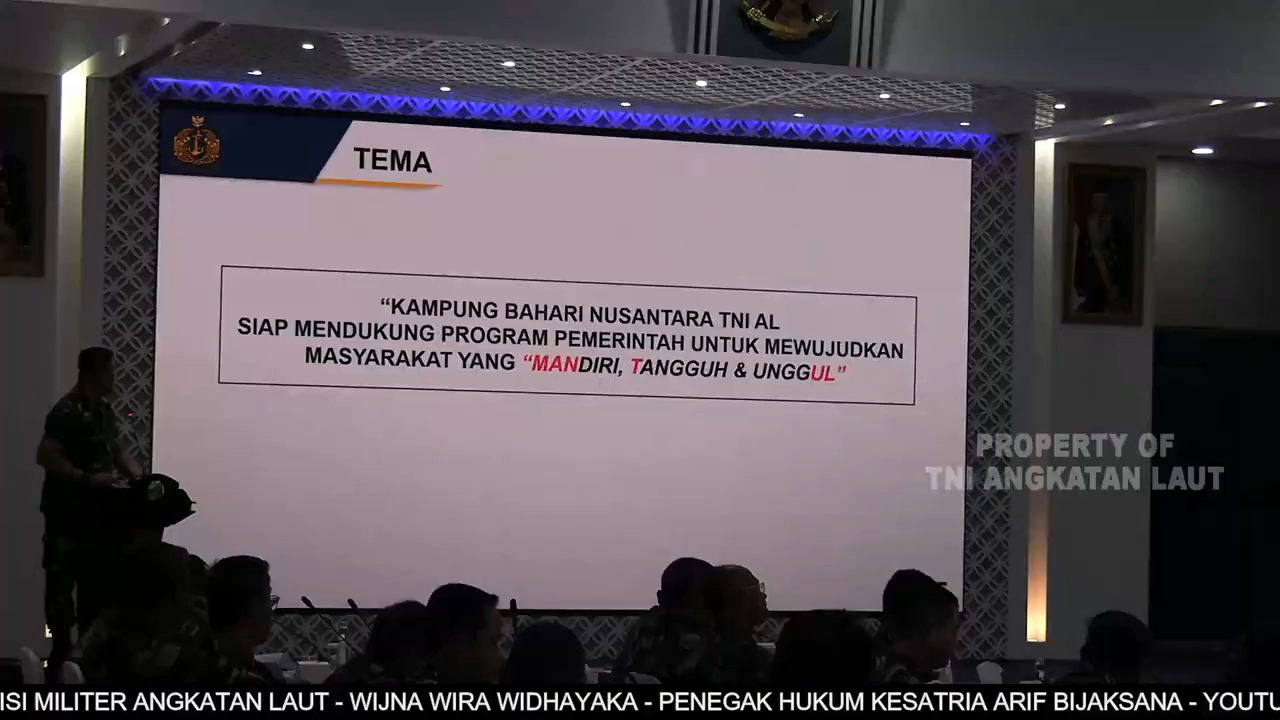 TEMA
“KAMPUNG BAHARI NUSANTARA TNI AL
SIAP MENDUKUNG PROGRAM PEMERINTAH UNTUK MEWUJUDKAN
MASYARAKAT YANG “MANDIRI, TANGGUH & UNGGUL”
PROPERTY OF
TNI ANGKATAN LAUT
ISI MILITER ANGKATAN LAUT - WIJNA WIRA WIDHAYAKA - PENEGAK HUKUM KESATRIA ARIF BIJAKSANA - YOUTU